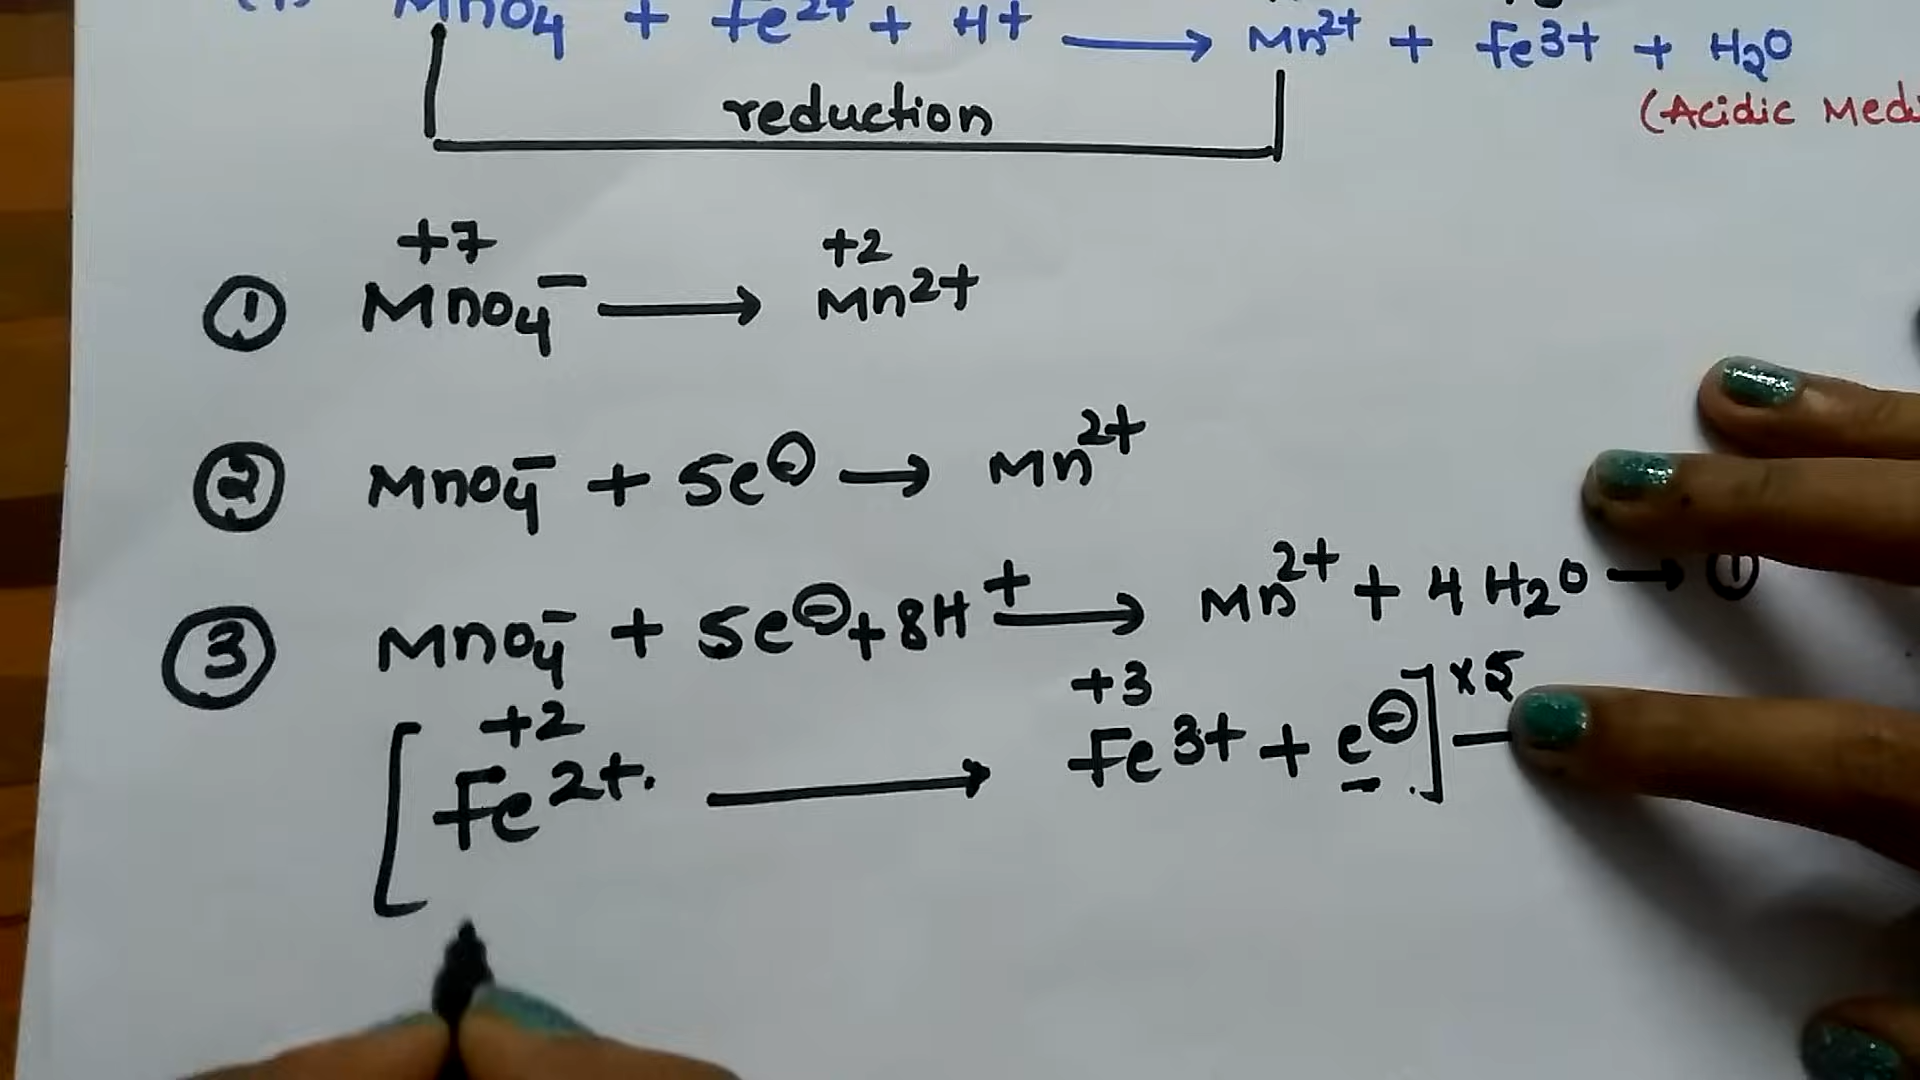 MnO4 + Fe2+ + H+ → Mn2+ + Fe3+ + H2O
reduction
(Acidic
+7 +2
① MnO4− → Mn2+
② MnO4− + 5e⊖ → Mn2+
③ MnO4− + 5e⊖ + 8H+ → Mn2+ + 4H2O → ①
+2 +3
[Fe2+. → Fe3+ + e⊖] ×5 —